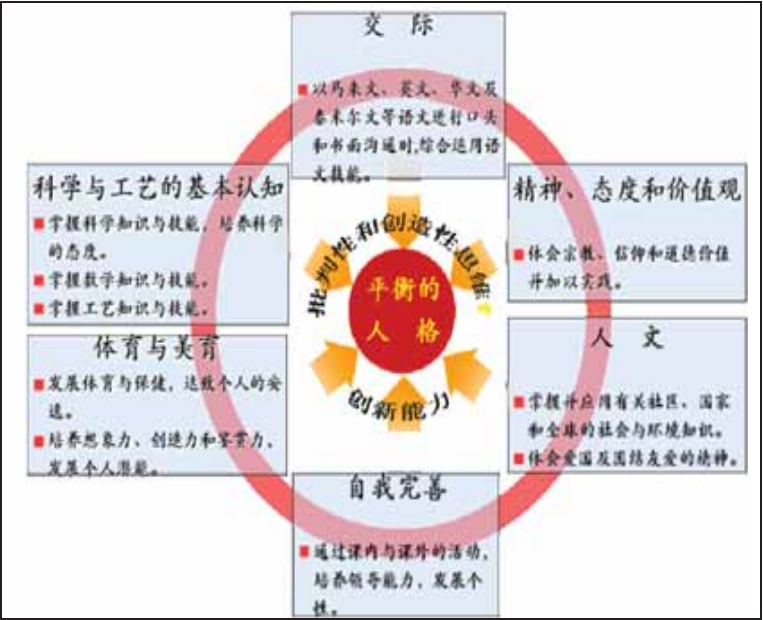 交 际
以马来文、英文、华文及
泰米尔文等语文进行口头
和书面沟通时,综合运用语
文技能。
科学与工艺的基本认知
掌握科学知识与技能，培养科学
的态度。
掌握数学知识与技能。
掌握工艺知识与技能。
精神、态度和价值观
体会宗教、信仰和道德价值
并加以实践。
批判性和创造性思维
平衡的
人 格
创新能力
体育与美育
发展体育与保健，达致个人的安
适。
培养想象力、创造力和鉴赏力，
发展个人潜能。
人 文
掌握并应用有关社区、国家
和全球的社会与环境知识。
体会爱国及团结友爱的精神。
自我完善
通过课内与课外的活动，
培养领导能力，发展个
性。